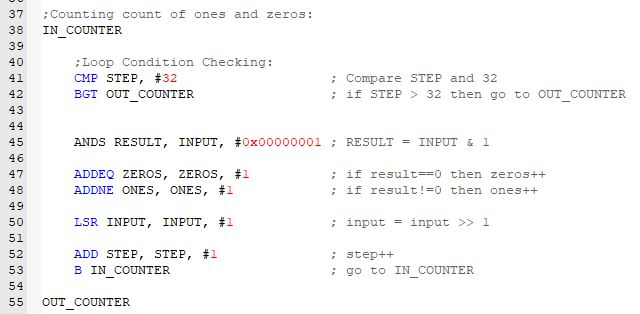 37 ;Counting count of ones and zeros:
38 IN_COUNTER
39
40 ;Loop Condition Checking:
41 CMP STEP, #32 ; Compare STEP and 32
42 BGT OUT_COUNTER ; if STEP > 32 then go to OUT_COUNTER
43
44
45 ANDS RESULT, INPUT, #0x00000001 ; RESULT = INPUT & 1
46
47 ADDEQ ZEROS, ZEROS, #1 ; if result==0 then zeros++
48 ADDNE ONES, ONES, #1 ; if result!=0 then ones++
49
50 LSR INPUT, INPUT, #1 ; input = input >> 1
51
52 ADD STEP, STEP, #1 ; step++
53 B IN_COUNTER ; go to IN_COUNTER
54
55 OUT_COUNTER